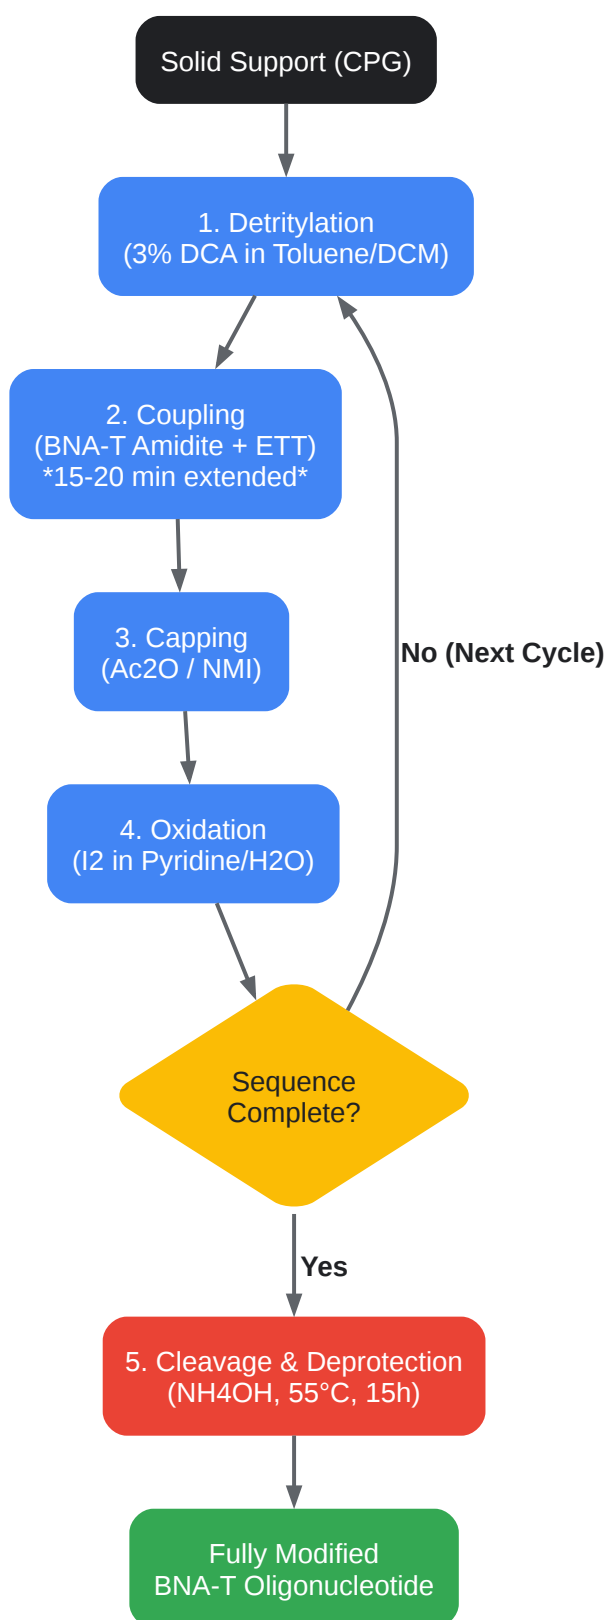 Solid Support (CPG)
1. Detritylation
(3% DCA in Toluene/DCM)
2. Coupling
(BNA-T Amidite + ETT)
*15-20 min extended*
3. Capping
(Ac2O / NMI)
No (Next Cycle)
4. Oxidation
(I2 in Pyridine/H2O)
Sequence
Complete?
Yes
5. Cleavage & Deprotection
(NH4OH, 55°C, 15h)
Fully Modified
BNA-T Oligonucleotide